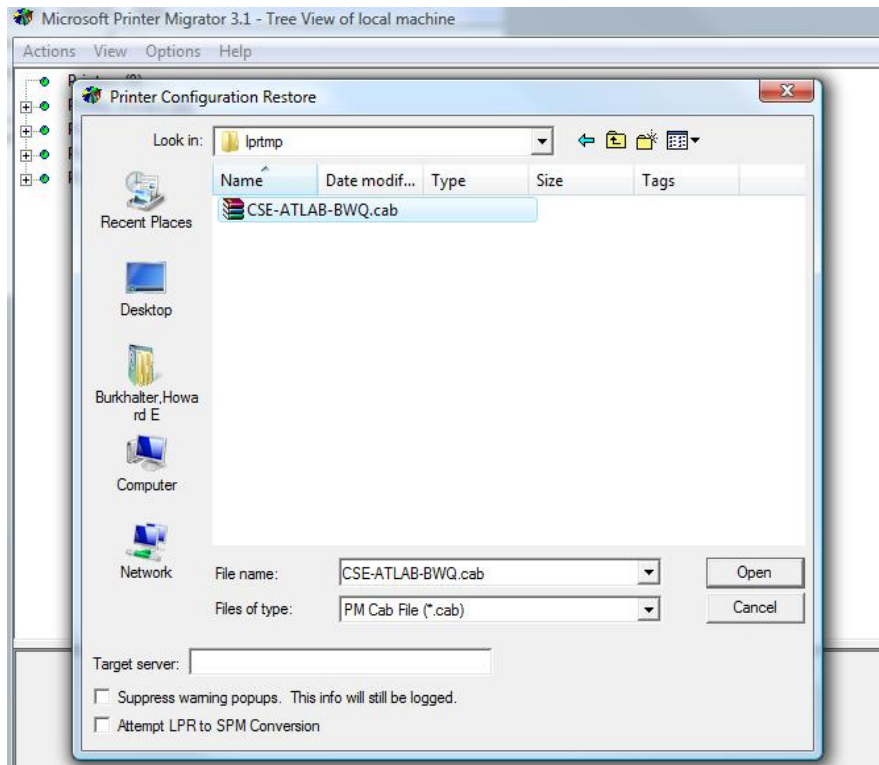 Microsoft Printer Migrator 3.1 - Tree View of local machine
Actions View Options Help
Printer Configuration Restore
Look in: lprtmp
Name Date modif... Type Size Tags
CSE-ATLAB-BWQ.cab
Recent Places
Desktop
Burkhalter,Howa
rd E
Computer
Network
File name: CSE-ATLAB-BWQ.cab Open
Files of type: PM Cab File (*.cab) Cancel
Target server:
Suppress warning popups. This info will still be logged.
Attempt LPR to SPM Conversion